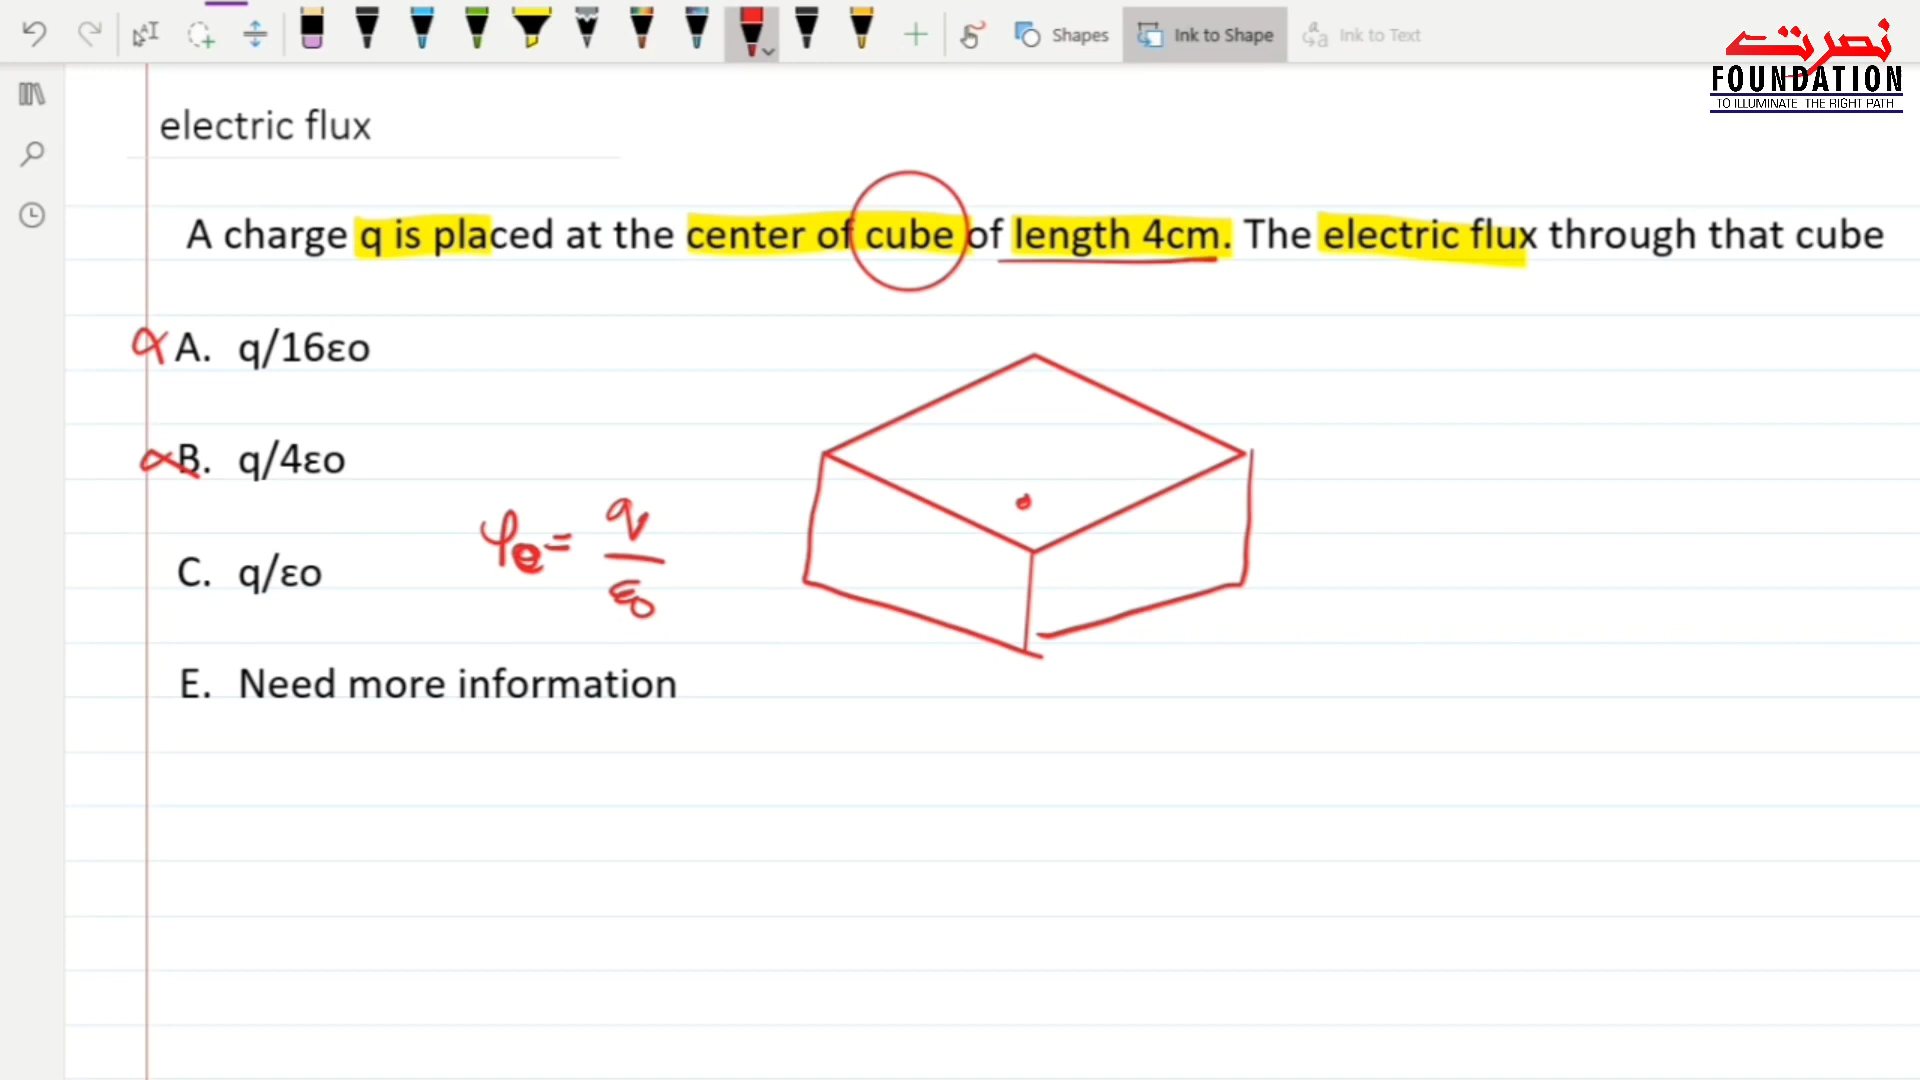 Shapes
Ink to Shape
Ink to Text
نصرت
FOUNDATION
TO ILLUMINATE THE RIGHT PATH
electric flux
A charge q is placed at the center of cube of length 4cm. The electric flux through that cube
A. q/16εo
B. q/4εo
φe = q/εo
C. q/εo
E. Need more information